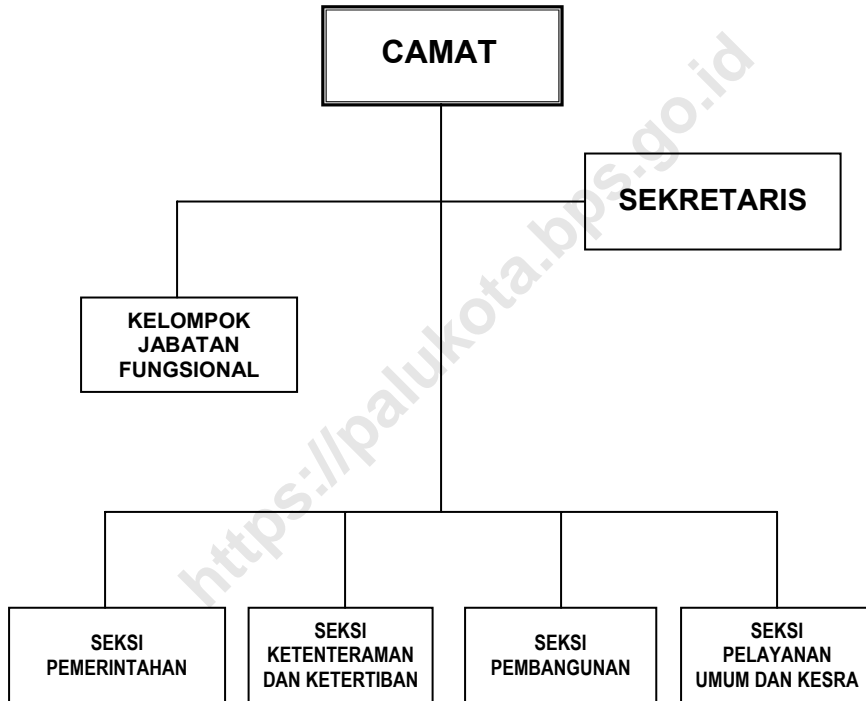 CAMAT
SEKRETARIS
KELOMPOK
JABATAN
FUNGSIONAL
SEKSI
PEMERINTAHAN
SEKSI
KETENTERAMAN
DAN KETERTIBAN
SEKSI
PEMBANGUNAN
SEKSI
PELAYANAN
UMUM DAN KESRA
https://palukota.bps.go.id